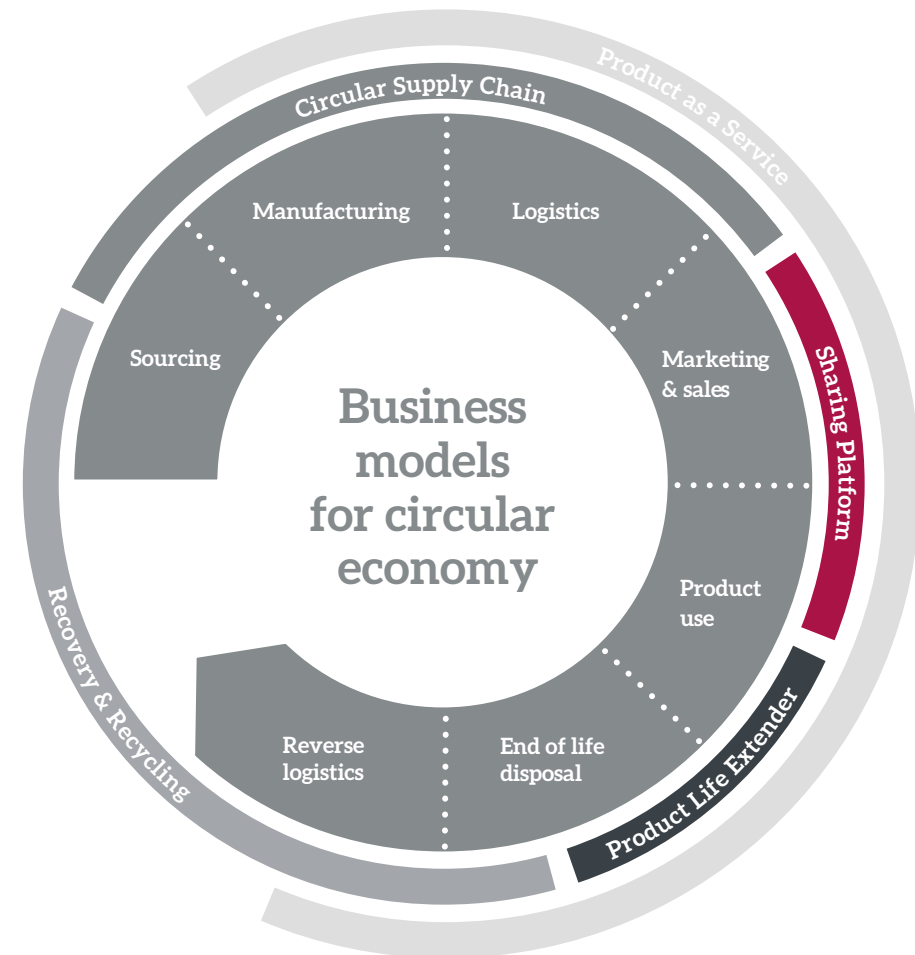 Product as a Service
Circular Supply Chain
Manufacturing
Logistics
Sourcing
Marketing
& sales
Sharing Platform
Business
models
for circular
economy
Product
use
Recovery & Recycling
Product Life Extender
Reverse
logistics
End of life
disposal